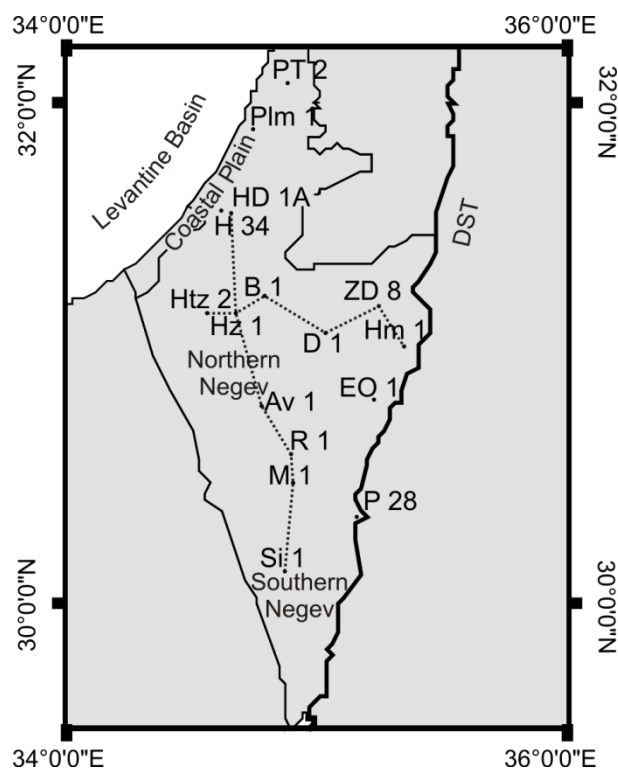 34°0'0"E
36°0'0"E
32°0'0"N
32°0'0"N
PT 2
Plm 1
Levantine Basin
Coastal Plain
HD 1A
H 34
DST
Htz 2
B 1
ZD 8
Hz 1
D 1
Hm 1
Northern
Negev
EO 1
Av 1
R 1
M 1
P 28
Si 1
Southern
Negev
30°0'0"N
30°0'0"N
34°0'0"E
36°0'0"E